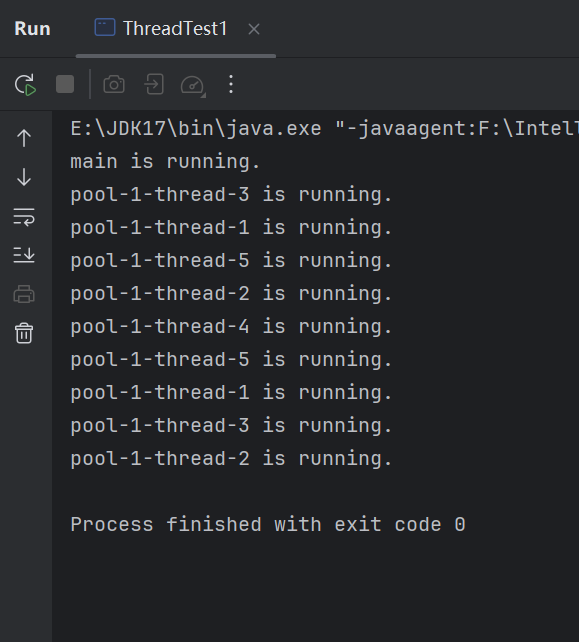 Run ThreadTest1
E:\JDK17\bin\java.exe "-javaagent:F:\Intell
main is running.
pool-1-thread-3 is running.
pool-1-thread-1 is running.
pool-1-thread-5 is running.
pool-1-thread-2 is running.
pool-1-thread-4 is running.
pool-1-thread-5 is running.
pool-1-thread-1 is running.
pool-1-thread-3 is running.
pool-1-thread-2 is running.
Process finished with exit code 0